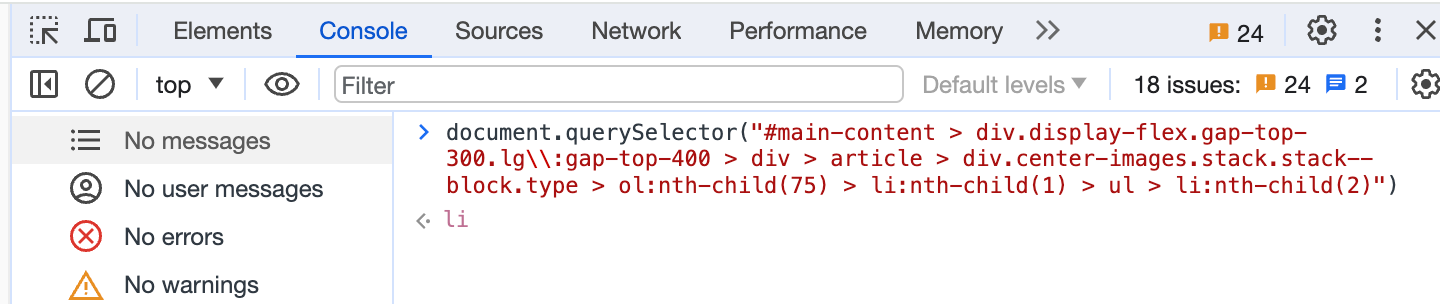 Elements Console Sources Network Performance Memory 24
top Filter Default levels 18 issues: 24 2
No messages
No user messages
No errors
No warnings
document.querySelector("#main-content > div.display-flex.gap-top-
300.lg\\:gap-top-400 > div > article > div.center-images.stack.stack--
block.type > ol:nth-child(75) > li:nth-child(1) > ul > li:nth-child(2)")
li